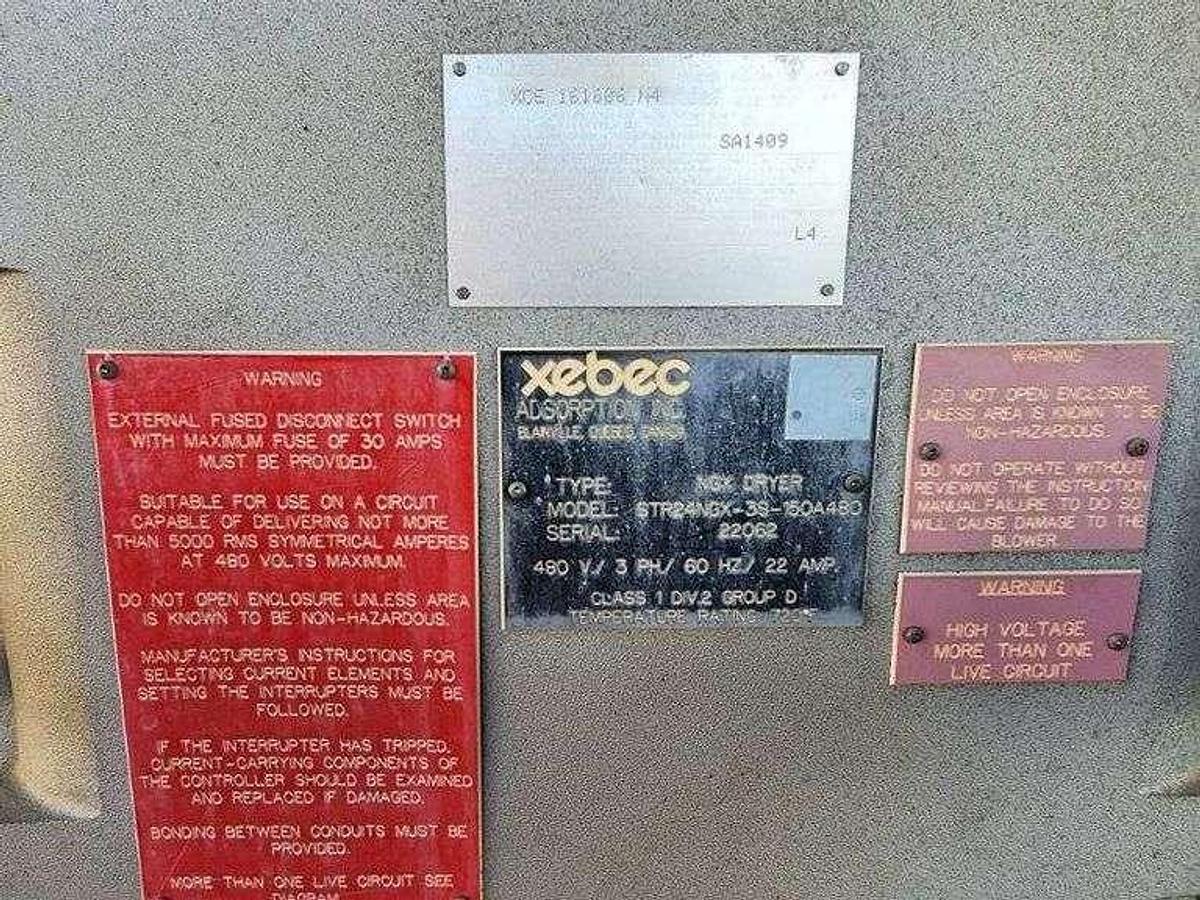 SA1409
L4
WARNING
EXTERNAL FUSED DISCONNECT SWITCH
WITH MAXIMUM FUSE OF 30 AMPS
MUST BE PROVIDED.
SUITABLE FOR USE ON A CIRCUIT
CAPABLE OF DELIVERING NOT MORE
THAN 5000 RMS SYMMETRICAL AMPERES
AT 480 VOLTS MAXIMUM.
DO NOT OPEN ENCLOSURE UNLESS AREA
IS KNOWN TO BE NON-HAZARDOUS.
MANUFACTURER'S INSTRUCTIONS FOR
SELECTING CURRENT ELEMENTS AND
SETTING THE INTERRUPTERS MUST BE
FOLLOWED.
IF THE INTERRUPTER HAS TRIPPED,
CURRENT-CARRYING COMPONENTS OF
THE CONTROLLER SHOULD BE EXAMINED
AND REPLACED IF DAMAGED.
BONDING BETWEEN CONDUITS MUST BE
PROVIDED.
MORE THAN ONE LIVE CIRCUIT SEE
DIAGRAM
xebec
ADSORPTION INC.
TYPE: NGX DRYER
MODEL: STR24NGX-3S-150A480
SERIAL: 22062
480 V/ 3 PH/ 60 HZ/ 22 AMP.
CLASS 1 DIV.2 GROUP D
TEMPERATURE RATING
WARNING
DO NOT OPEN ENCLOSURE
UNLESS AREA IS KNOWN TO BE
NON-HAZARDOUS.
DO NOT OPERATE WITHOUT
REVIEWING THE INSTRUCTION
MANUAL.FAILURE TO DO SO
WILL CAUSE DAMAGE TO THE
BLOWER.
WARNING
HIGH VOLTAGE
MORE THAN ONE
LIVE CIRCUIT